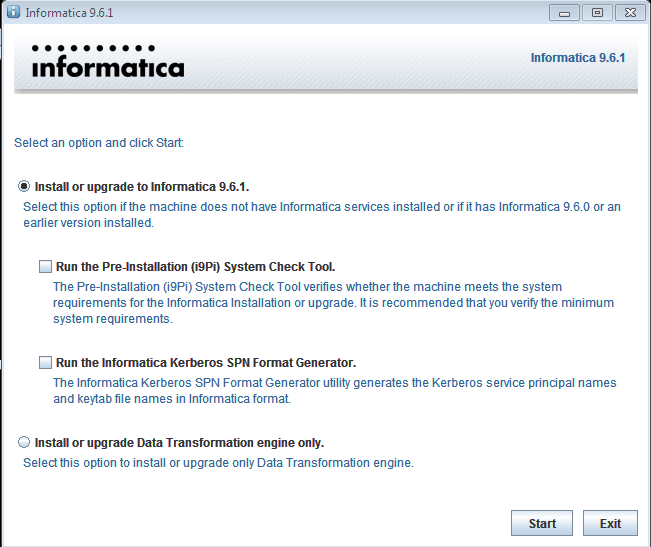 Informatica 9.6.1
informatica
Informatica 9.6.1
Select an option and click Start:
Install or upgrade to Informatica 9.6.1.
Select this option if the machine does not have Informatica services installed or if it has Informatica 9.6.0 or an
earlier version installed.
Run the Pre-Installation (i9Pi) System Check Tool.
The Pre-Installation (i9Pi) System Check Tool verifies whether the machine meets the system
requirements for the Informatica Installation or upgrade. It is recommended that you verify the minimum
system requirements.
Run the Informatica Kerberos SPN Format Generator.
The Informatica Kerberos SPN Format Generator utility generates the Kerberos service principal names
and keytab file names in Informatica format.
Install or upgrade Data Transformation engine only.
Select this option to install or upgrade only Data Transformation engine.
Start Exit